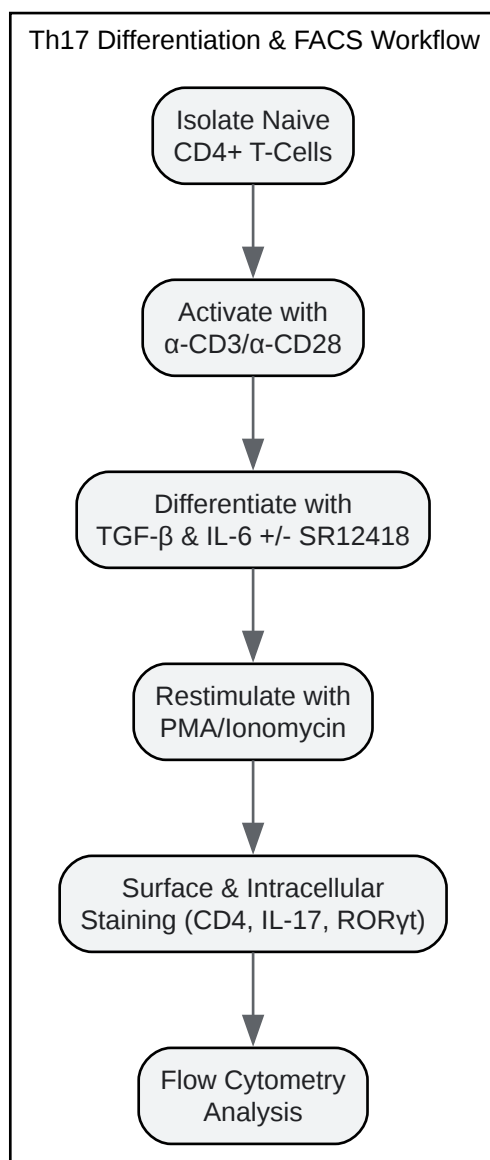 Th17 Differentiation & FACS Workflow
Isolate Naive
CD4+ T-Cells
Activate with
α-CD3/α-CD28
Differentiate with
TGF-β & IL-6 +/- SR12418
Restimulate with
PMA/Ionomycin
Surface & Intracellular
Staining (CD4, IL-17, RORγt)
Flow Cytometry
Analysis